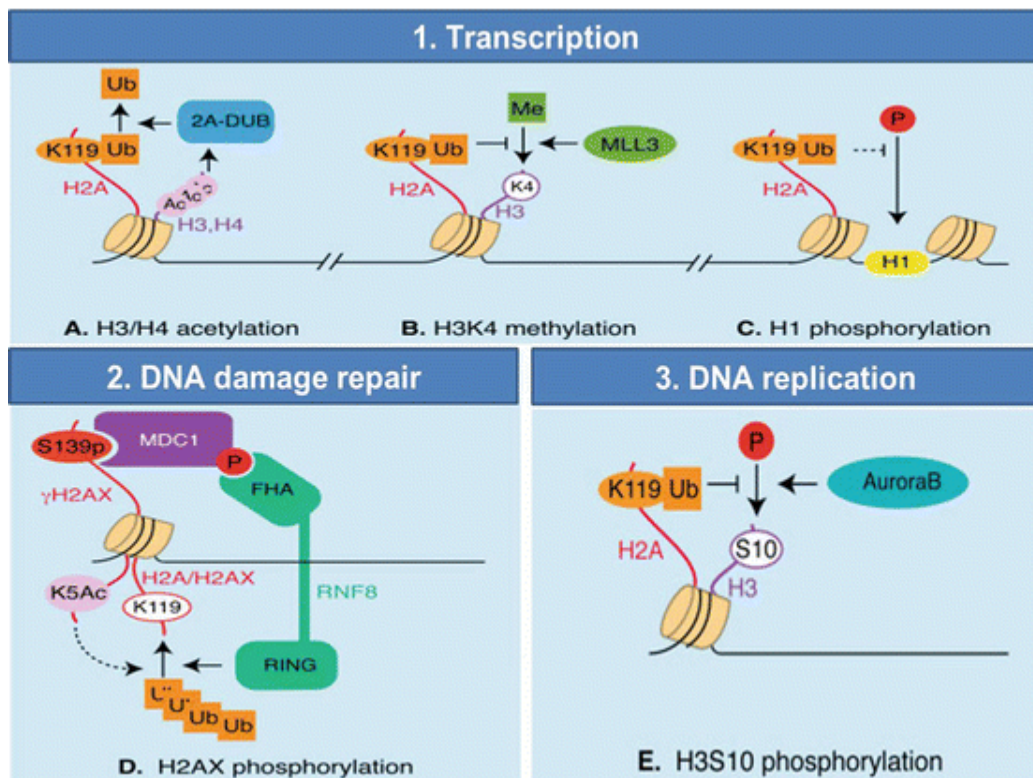 1. Transcription
Ub
2A-DUB
K119 Ub
H2A
Ac
H3,H4
A. H3/H4 acetylation
Me
K119 Ub
MLL3
H2A
K4
H3
B. H3K4 methylation
P
K119 Ub
H2A
H1
C. H1 phosphorylation
2. DNA damage repair
S139p
MDC1
P
FHA
γH2AX
H2A/H2AX
K5Ac
K119
RNF8
RING
Ub
Ub
D. H2AX phosphorylation
3. DNA replication
P
K119 Ub
AuroraB
H2A
S10
H3
E. H3S10 phosphorylation